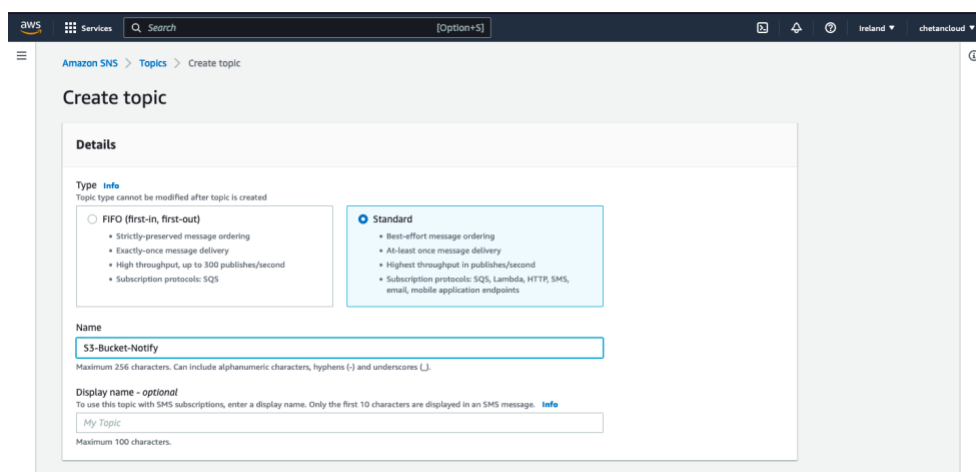 aws Services Search [Option+S] Ireland ▼ chetancloud ▼
Amazon SNS > Topics > Create topic
Create topic
Details
Type Info
Topic type cannot be modified after topic is created
FIFO (first-in, first-out)
• Strictly-preserved message ordering
• Exactly-once message delivery
• High throughput, up to 300 publishes/second
• Subscription protocols: SQS
Standard
• Best-effort message ordering
• At-least once message delivery
• Highest throughput in publishes/second
• Subscription protocols: SQS, Lambda, HTTP, SMS,
email, mobile application endpoints
Name
S3-Bucket-Notify
Maximum 256 characters. Can include alphanumeric characters, hyphens (-) and underscores (_).
Display name - optional
To use this topic with SMS subscriptions, enter a display name. Only the first 10 characters are displayed in an SMS message. Info
My Topic
Maximum 100 characters.